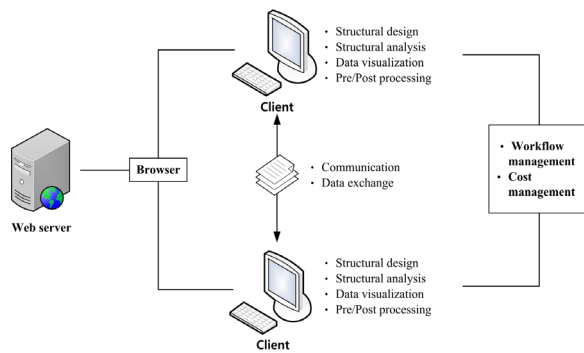 · Structural design
· Structural analysis
· Data visualization
· Pre/Post processing
Client
Web server
Browser
· Communication
· Data exchange
· Workflow
management
· Cost
management
· Structural design
· Structural analysis
· Data visualization
· Pre/Post processing
Client